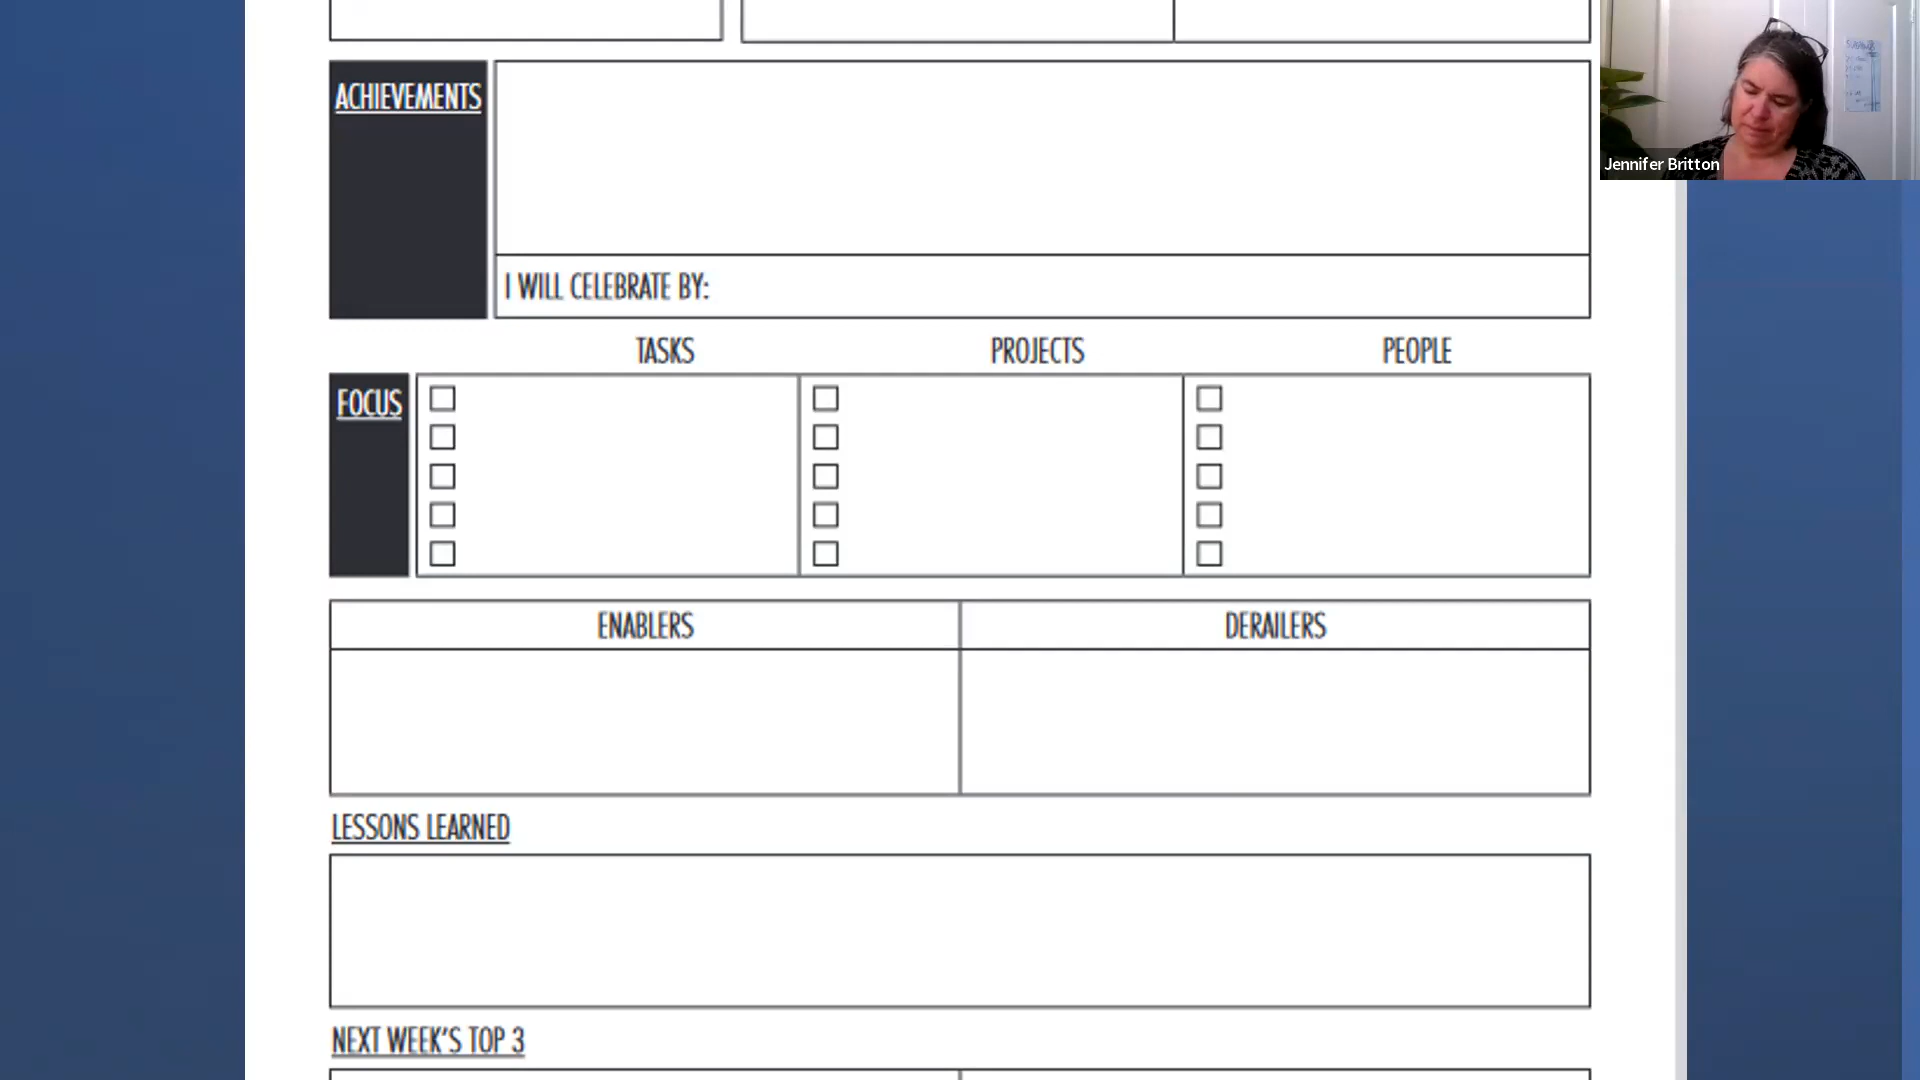 ACHIEVEMENTS
I WILL CELEBRATE BY:
TASKS PROJECTS PEOPLE
FOCUS
ENABLERS DERAILERS
LESSONS LEARNED
NEXT WEEK'S TOP 3
Jennifer Britton